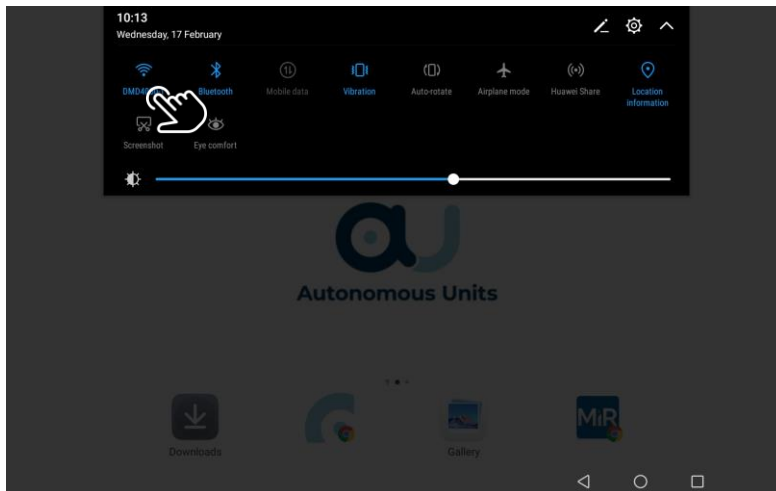 10:13
Wednesday, 17 February
Bluetooth
Mobile data
Vibration
Auto-rotate
Airplane mode
Huawei Share
Location
information
Screenshot
Eye comfort
Autonomous Units
Downloads
Gallery
MiR